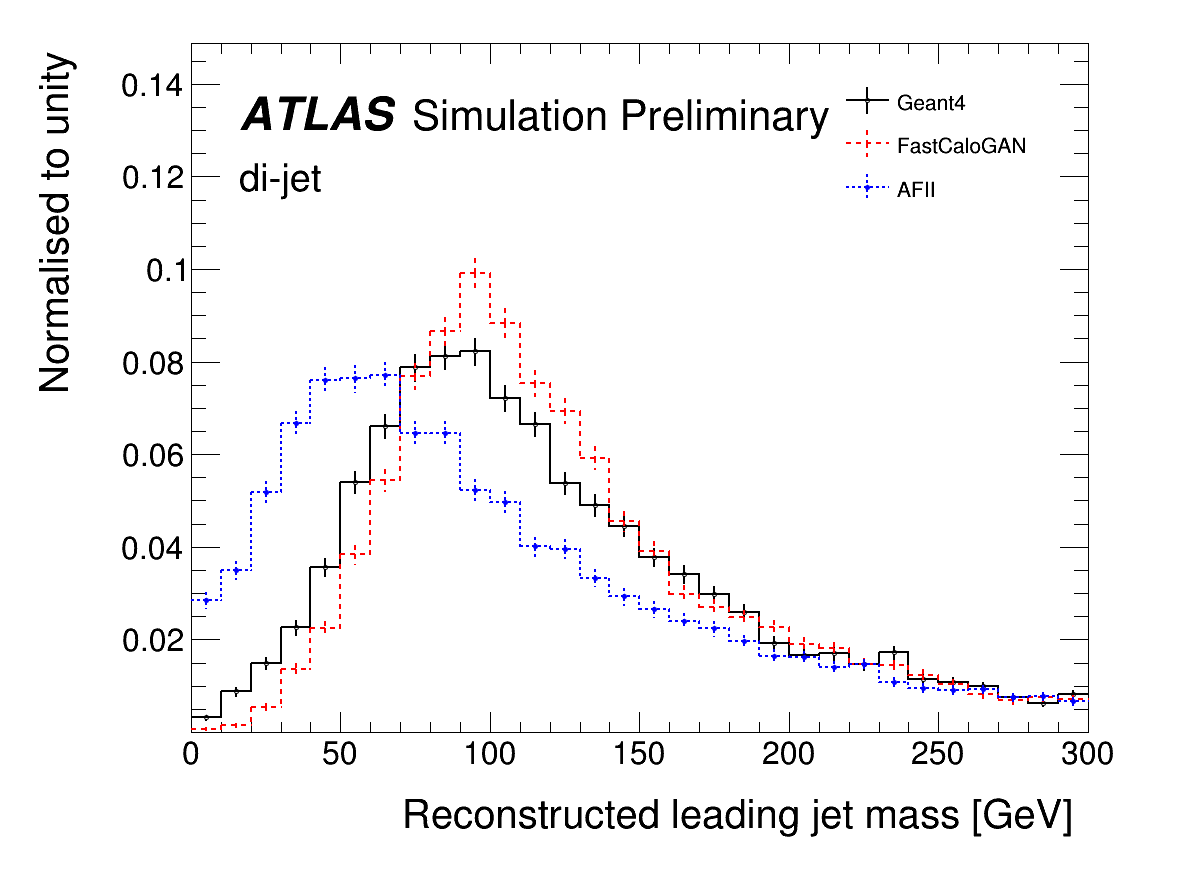 ATLAS Simulation Preliminary
di-jet
Geant4
FastCaloGAN
AFII
Normalised to unity
0.14
0.12
0.1
0.08
0.06
0.04
0.02
0 50 100 150 200 250 300
Reconstructed leading jet mass [GeV]